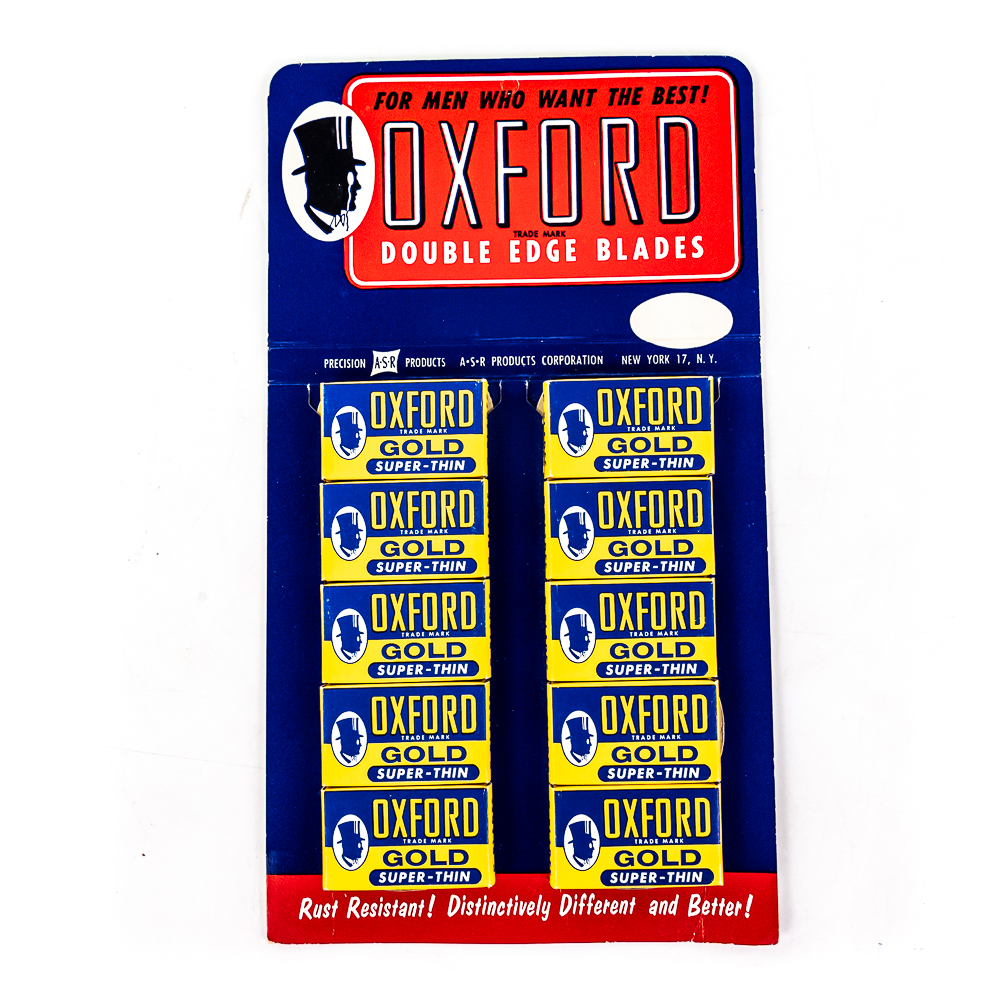 FOR MEN WHO WANT THE BEST!
OXFORD
TRADE MARK
DOUBLE EDGE BLADES
PRECISION A·S·R PRODUCTS A·S·R PRODUCTS CORPORATION NEW YORK 17, N. Y.
OXFORD
TRADE MARK
GOLD
SUPER-THIN
OXFORD
TRADE MARK
GOLD
SUPER-THIN
OXFORD
TRADE MARK
GOLD
SUPER-THIN
OXFORD
TRADE MARK
GOLD
SUPER-THIN
OXFORD
TRADE MARK
GOLD
SUPER-THIN
OXFORD
TRADE MARK
GOLD
SUPER-THIN
OXFORD
TRADE MARK
GOLD
SUPER-THIN
OXFORD
TRADE MARK
GOLD
SUPER-THIN
OXFORD
TRADE MARK
GOLD
SUPER-THIN
OXFORD
TRADE MARK
GOLD
SUPER-THIN
Rust Resistant! Distinctively Different and Better!